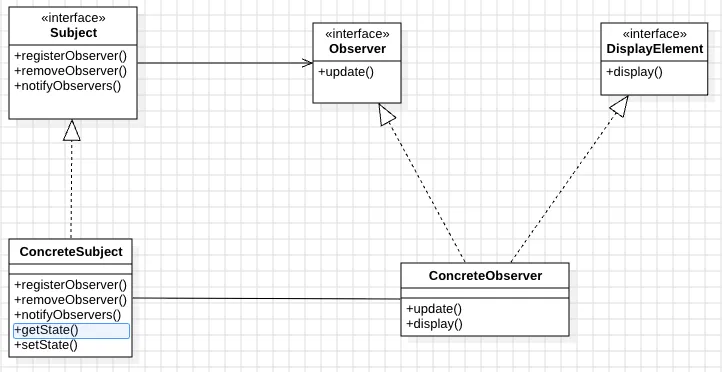 «interface»
Subject
+registerObserver()
+removeObserver()
+notifyObservers()
«interface»
Observer
+update()
«interface»
DisplayElement
+display()
ConcreteSubject
+registerObserver()
+removeObserver()
+notifyObservers()
+getState()
+setState()
ConcreteObserver
+update()
+display()